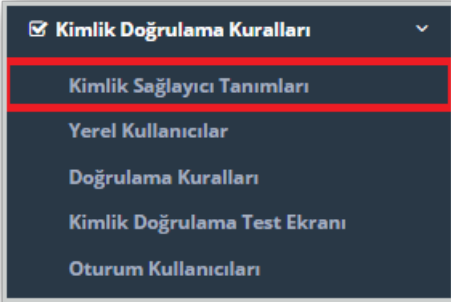 Kimlik Doğrulama Kuralları
Kimlik Sağlayıcı Tanımları
Yerel Kullanıcılar
Doğrulama Kuralları
Kimlik Doğrulama Test Ekranı
Oturum Kullanıcıları